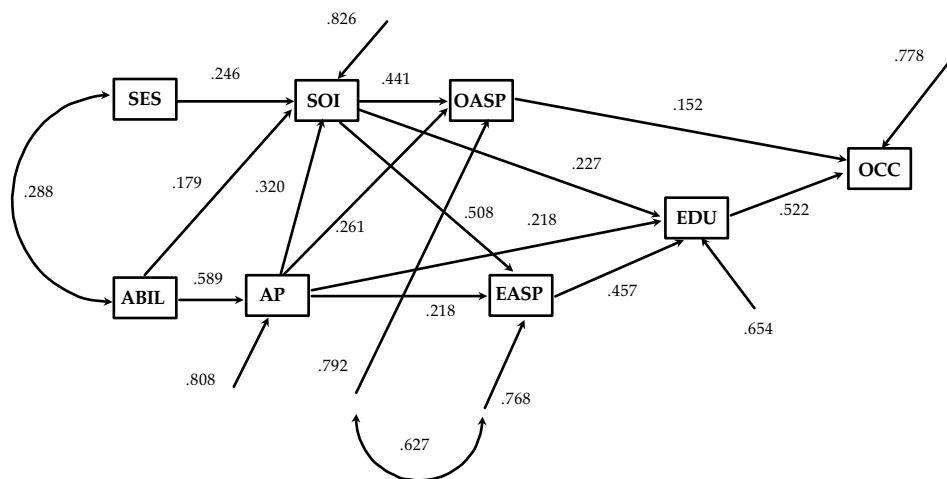 .826
.778
.246
.441
SES
SOI
OASP
.152
OCC
.288
.179
.320
.227
.261
.508
.218
EDU
.522
.589
ABIL
AP
EASP
.218
.457
.654
.808
.792
.768
.627